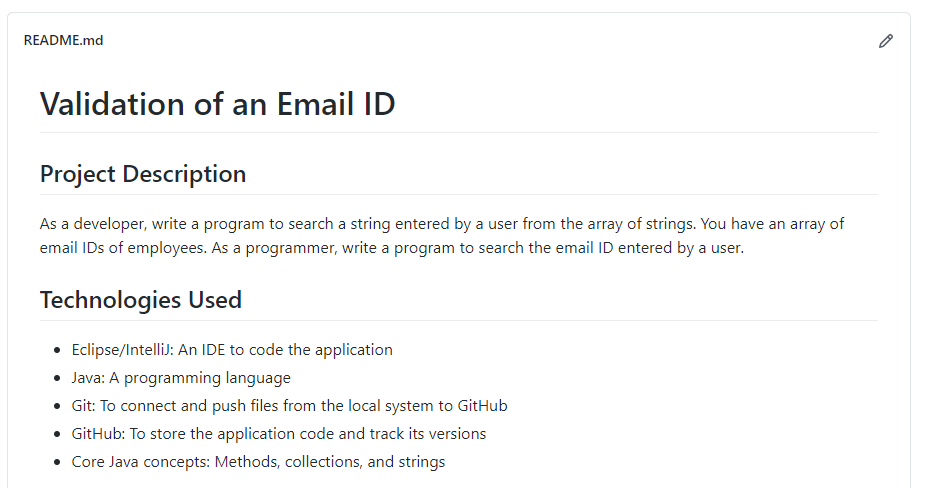 README.md
Validation of an Email ID
Project Description
As a developer, write a program to search a string entered by a user from the array of strings. You have an array of
email IDs of employees. As a programmer, write a program to search the email ID entered by a user.
Technologies Used
Eclipse/IntelliJ: An IDE to code the application
Java: A programming language
Git: To connect and push files from the local system to GitHub
GitHub: To store the application code and track its versions
Core Java concepts: Methods, collections, and strings